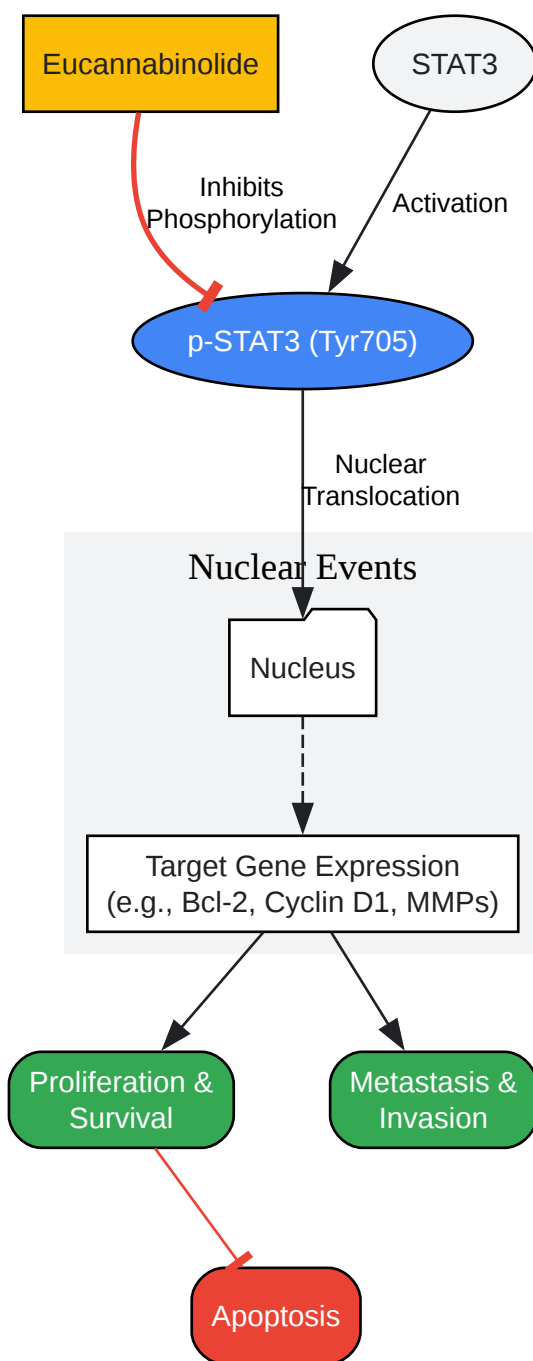 Eucannabinolide
STAT3
Inhibits
Phosphorylation
Activation
p-STAT3 (Tyr705)
Nuclear
Translocation
Nuclear Events
Nucleus
Target Gene Expression
(e.g., Bcl-2, Cyclin D1, MMPs)
Proliferation &
Survival
Metastasis &
Invasion
Apoptosis